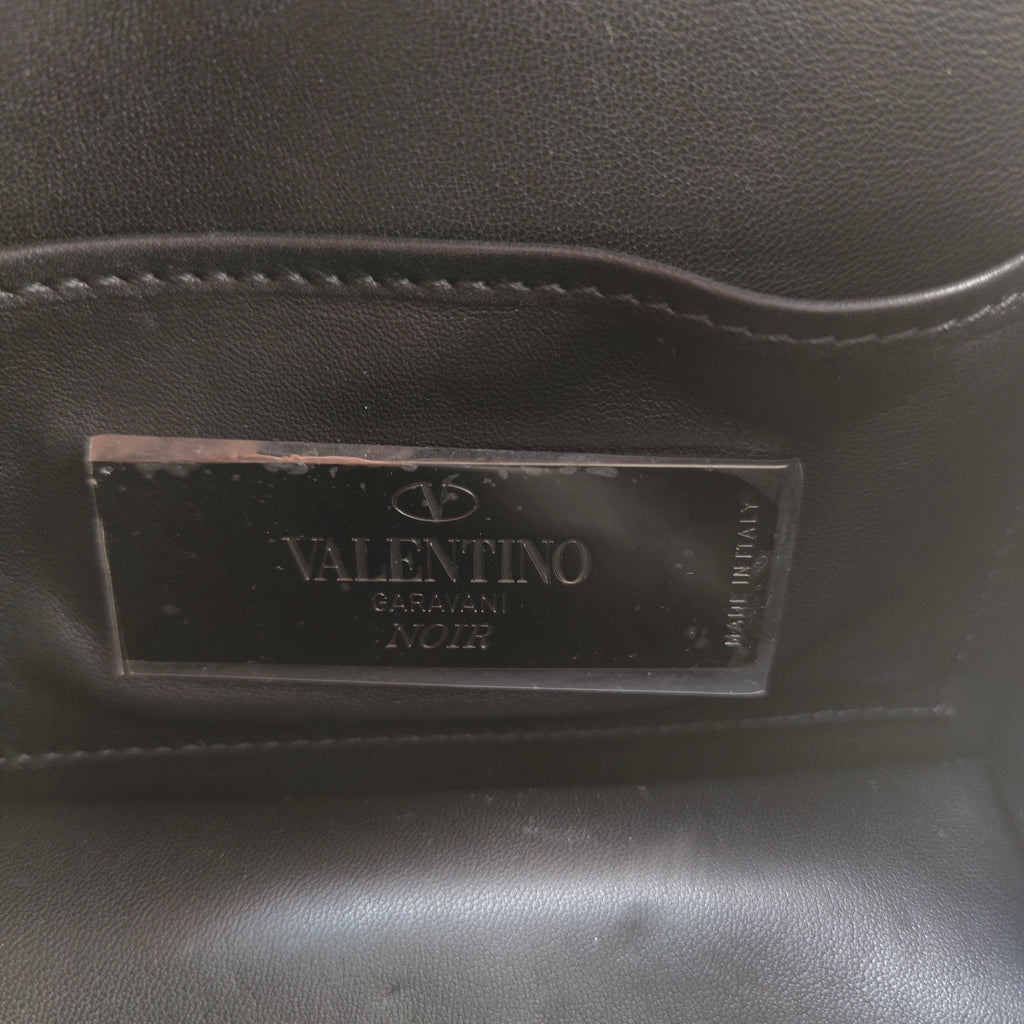 V
VALENTINO
GARAVANI
NOIR
MADE IN ITALY